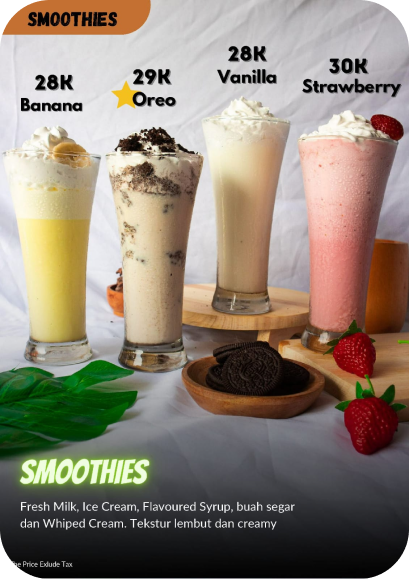 SMOOTHIES
28K
Banana
29K
Oreo
28K
Vanilla
30K
Strawberry
SMOOTHIES
Fresh Milk, Ice Cream, Flavoured Syrup, buah segar
dan Whiped Cream. Tekstur lembut dan creamy
he Price Exlude Tax